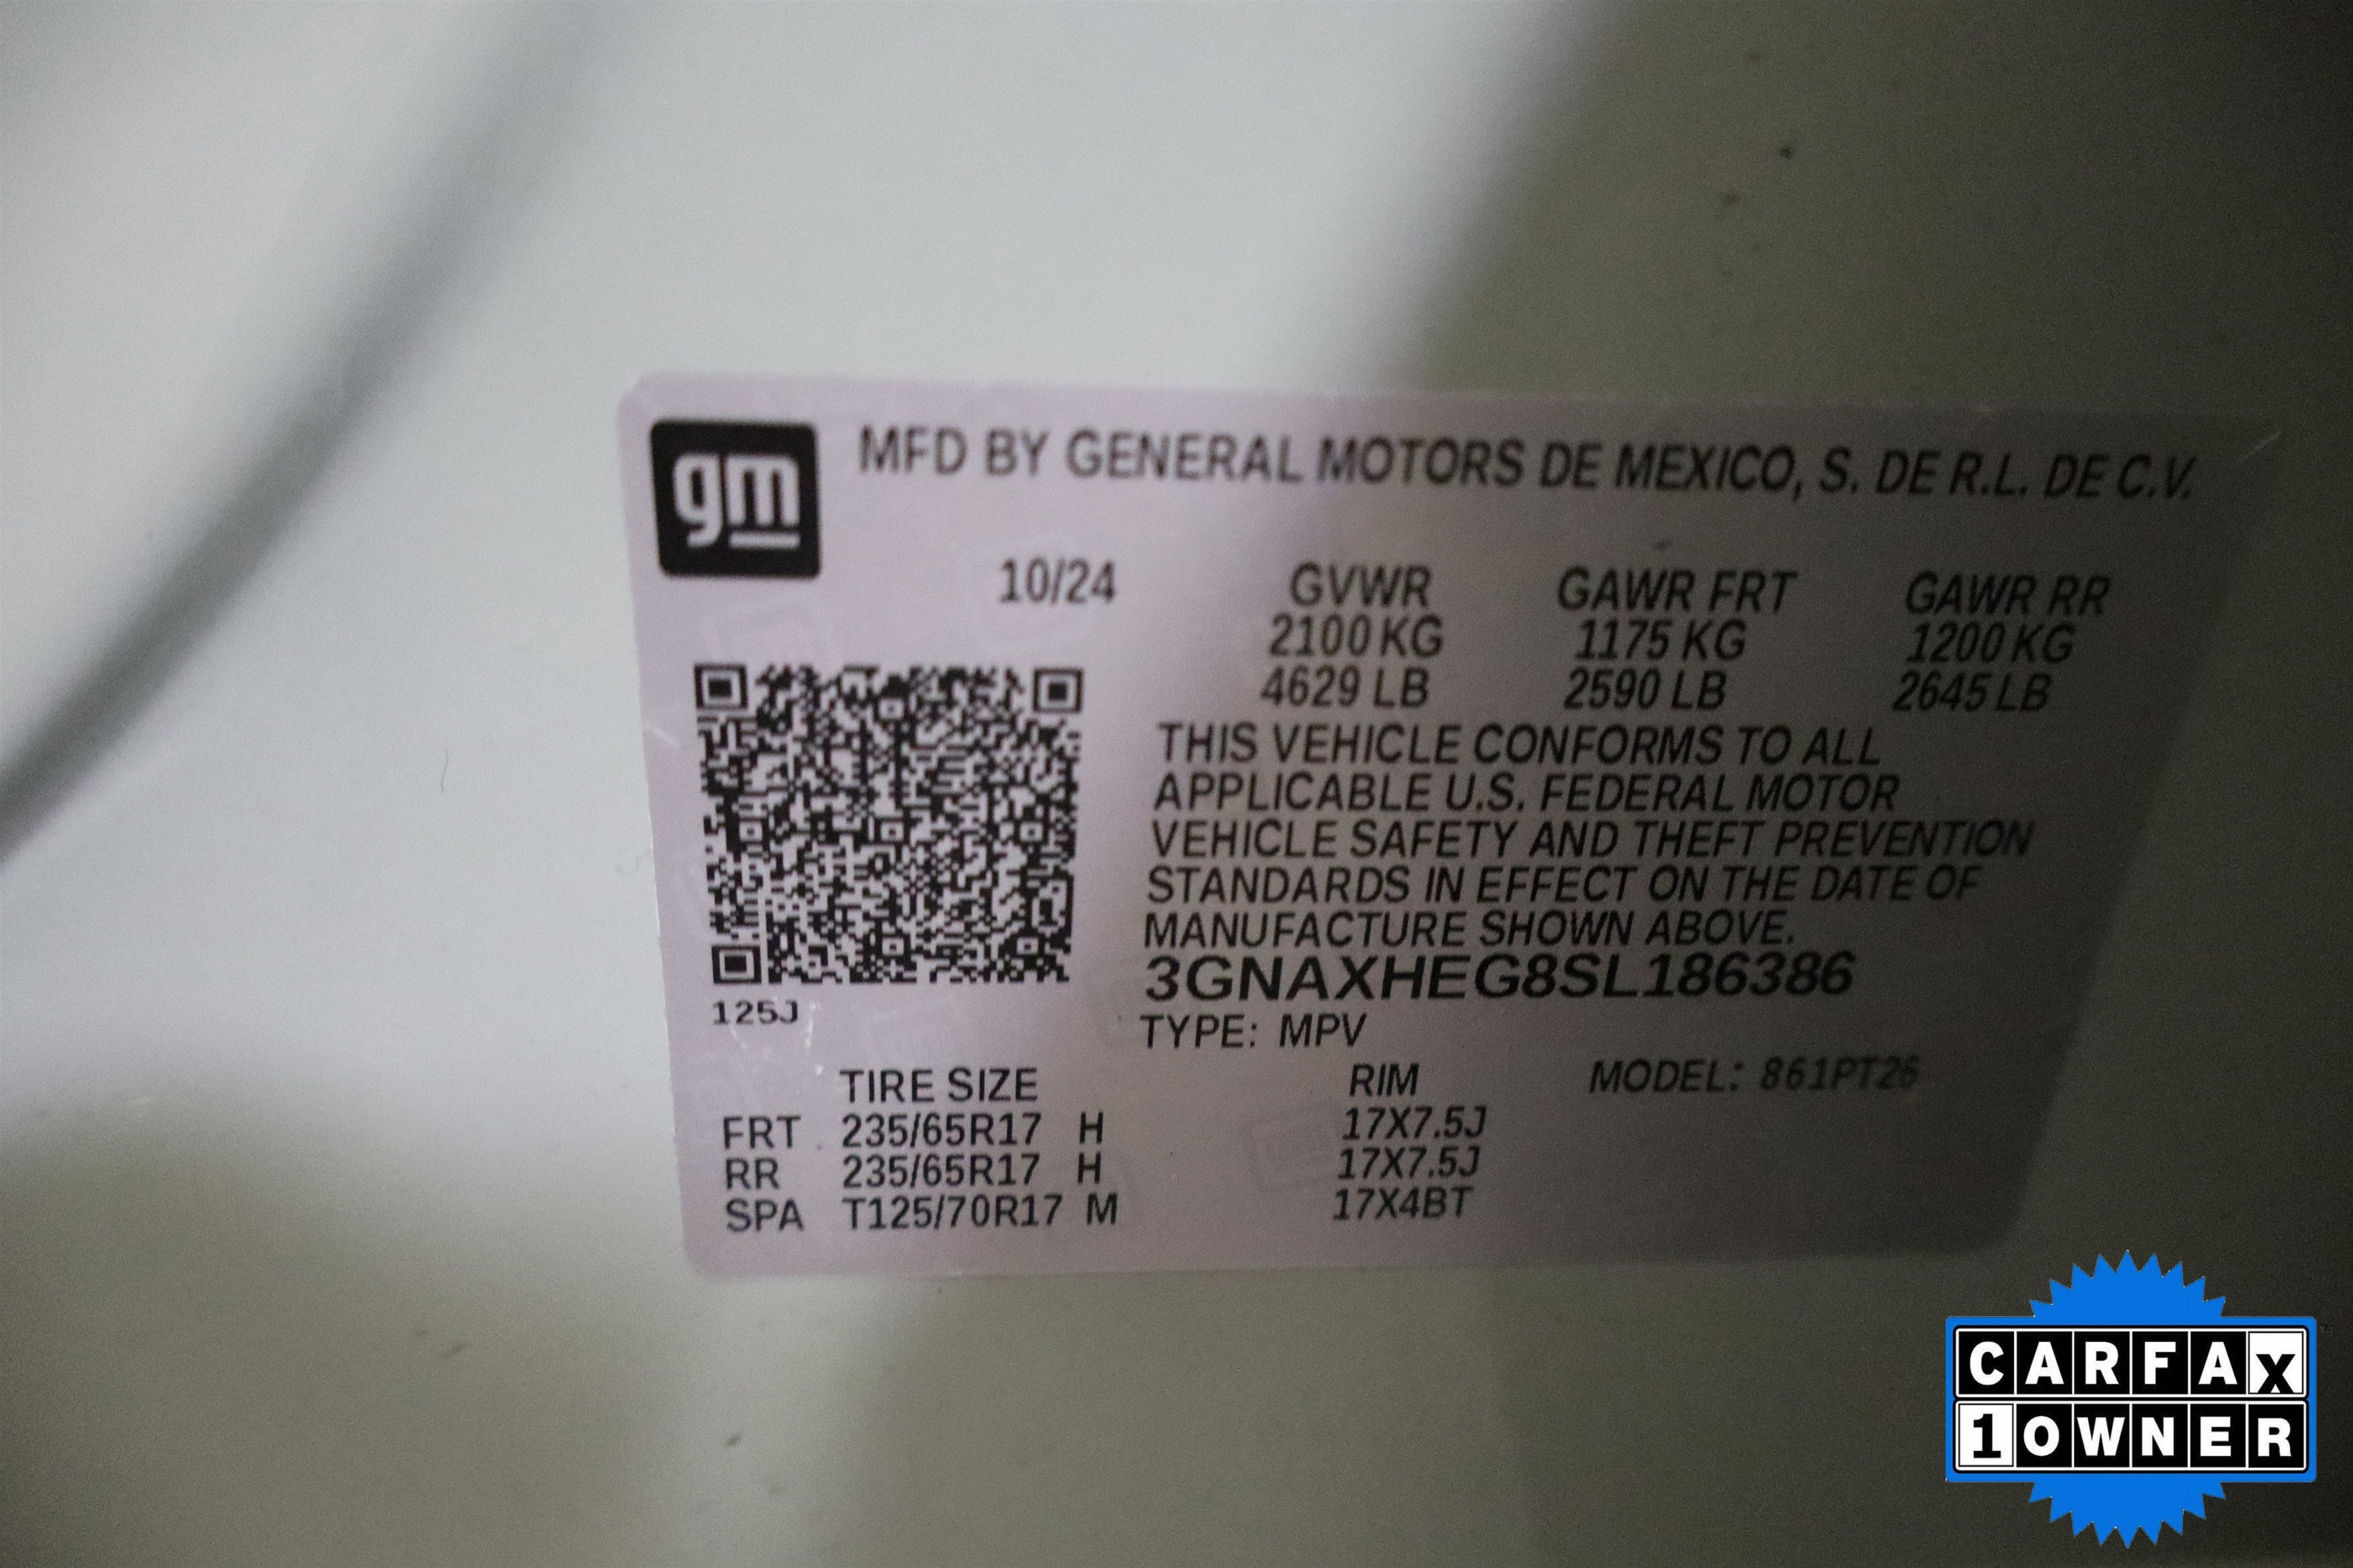 gm
MFD BY GENERAL MOTORS DE MEXICO, S. DE R.L. DE C.V.
10/24 GVWR GAWR FRT GAWR RR
2100 KG 1175 KG 1200 KG
4629 LB 2590 LB 2645 LB
THIS VEHICLE CONFORMS TO ALL
APPLICABLE U.S. FEDERAL MOTOR
VEHICLE SAFETY AND THEFT PREVENTION
STANDARDS IN EFFECT ON THE DATE OF
MANUFACTURE SHOWN ABOVE.
3GNAXHEG8SL186386
125J
TYPE: MPV
TIRE SIZE RIM MODEL: 861PT26
FRT 235/65R17 H 17X7.5J
RR 235/65R17 H 17X7.5J
SPA T125/70R17 M 17X4BT
CARFAX
1 OWNER